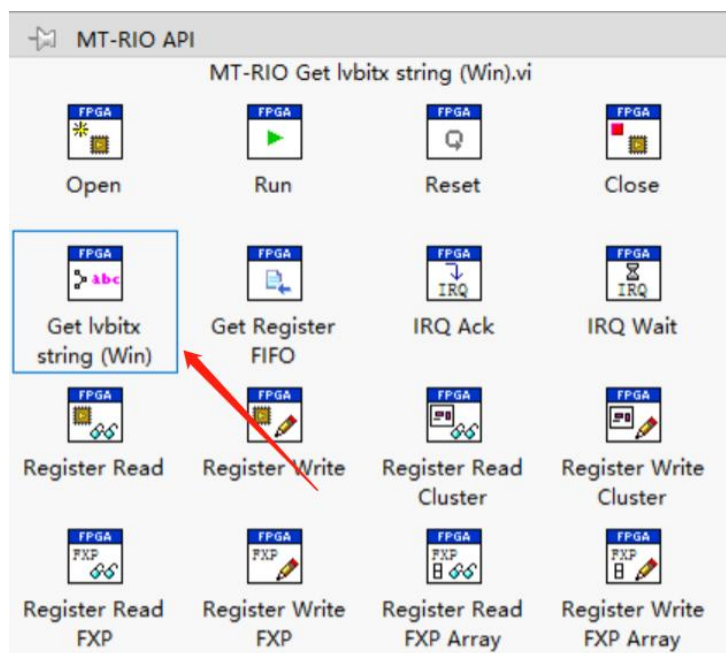 MT-RIO API
MT-RIO Get lvbitx string (Win).vi
FPGA
FPGA
FPGA
FPGA
Open
Run
Reset
Close
FPGA
abc
FPGA
FPGA
IRQ
FPGA
IRQ
Get lvbitx
string (Win)
Get Register
FIFO
IRQ Ack
IRQ Wait
FPGA
FPGA
FPGA
FPGA
Register Read
Register Write
Register Read
Cluster
Register Write
Cluster
FPGA
FXP
FPGA
FXP
FPGA
FXP
FPGA
FXP
Register Read
FXP
Register Write
FXP
Register Read
FXP Array
Register Write
FXP Array